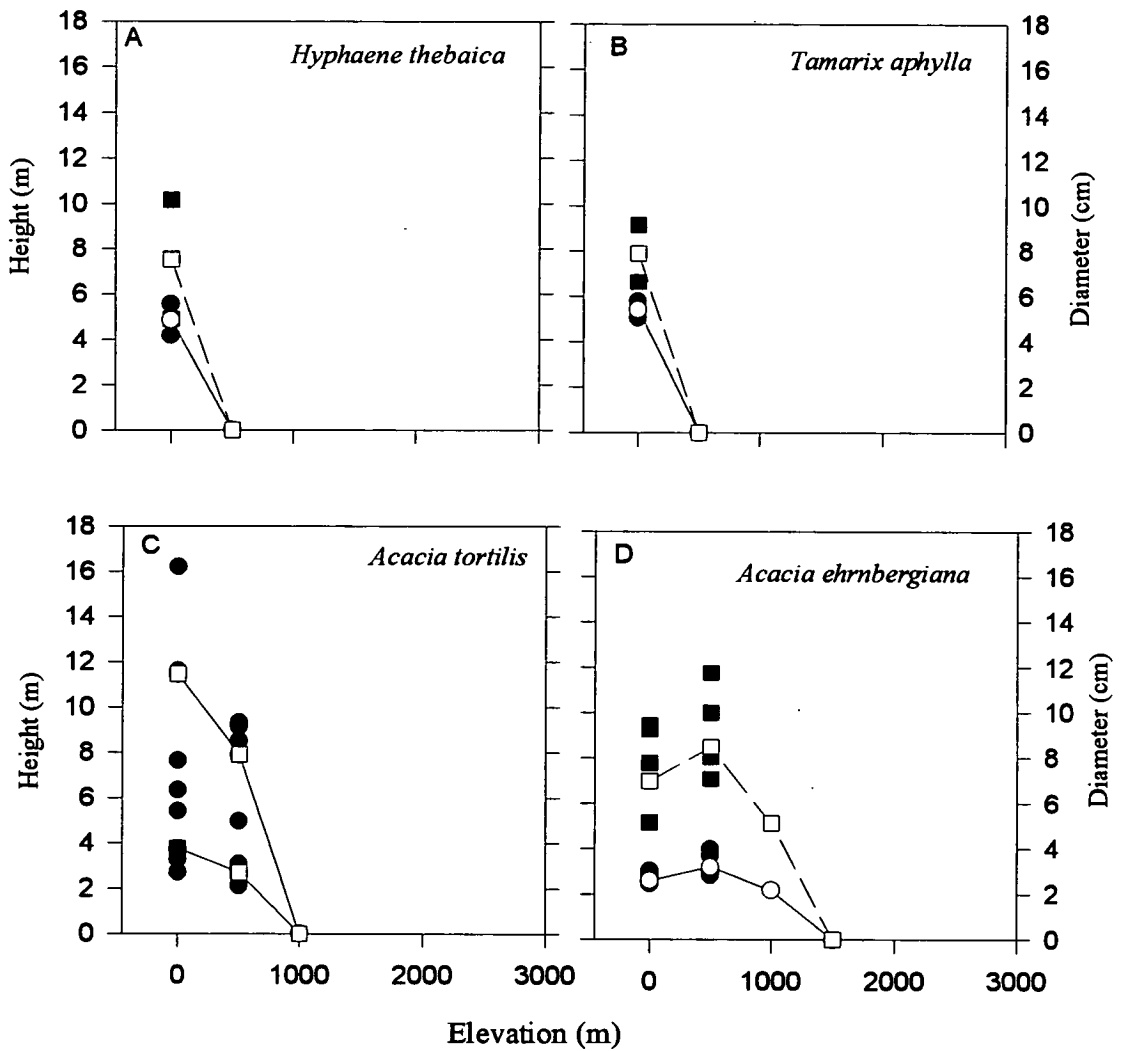 A
Hyphaene thebaica
18
16
14
12
10
8
6
4
2
0
Height (m)
B
Tamarix aphylla
18
16
14
12
10
8
6
4
2
0
Diameter (cm)
C
Acacia tortilis
18
16
14
12
10
8
6
4
2
0
Height (m)
0 1000 2000 3000
D
Acacia ehrnbergiana
18
16
14
12
10
8
6
4
2
0
Diameter (cm)
0 1000 2000 3000
Elevation (m)